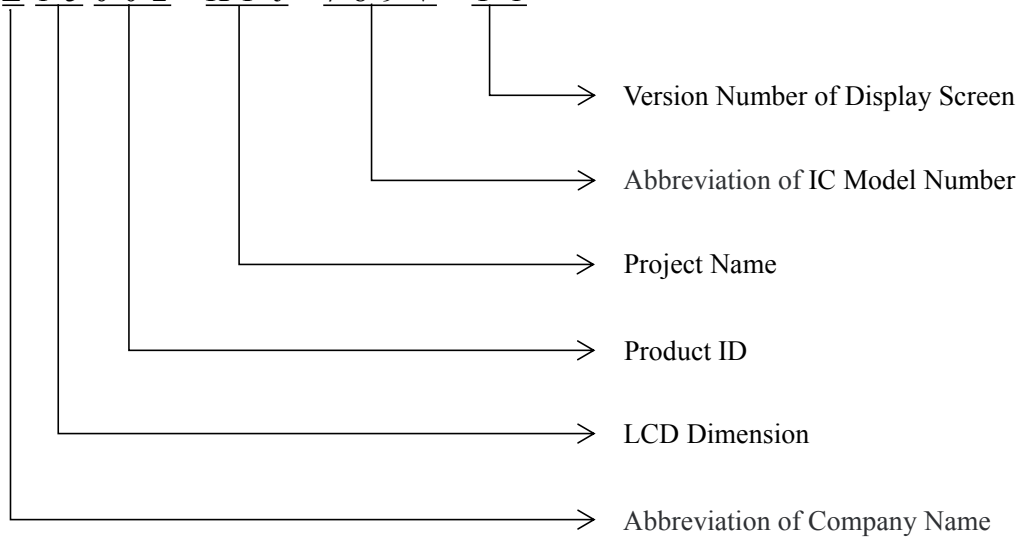 Version Number of Display Screen
Abbreviation of IC Model Number
Project Name
Product ID
LCD Dimension
Abbreviation of Company Name